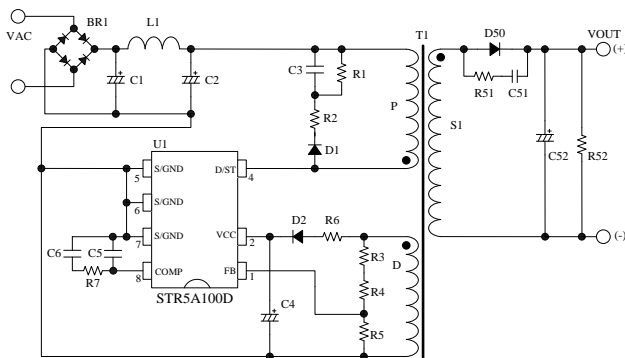 VAC
BR1
L1
C1
C2
C3
R1
R2
D1
T1
P
S1
D50
R51
C51
VOUT
(+)
C52
R52
(-)
U1
S/GND
5
S/GND
6
S/GND
7
COMP
8
D/ST
4
VCC
2
FB
1
STR5A100D
C6
C5
R7
D2
R6
C4
R3
R4
R5
D